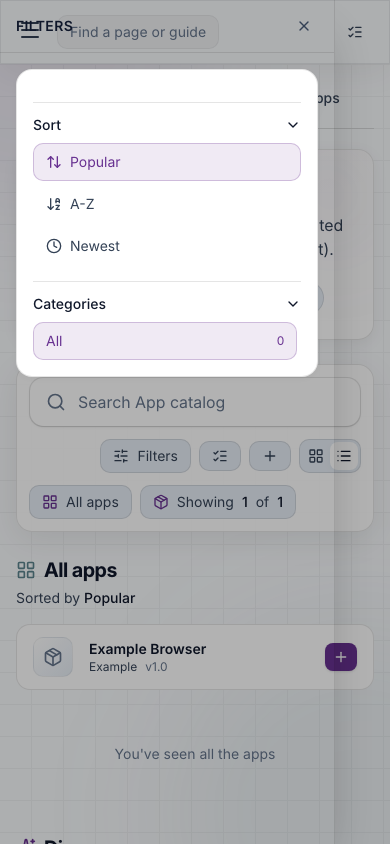 FILTERS
Find a page or guide
pps
Sort
Popular
A-Z
Newest
ted
t).
Categories
All 0
Search App catalog
Filters
All apps
Showing 1 of 1
All apps
Sorted by Popular
Example Browser
Example v1.0
You've seen all the apps